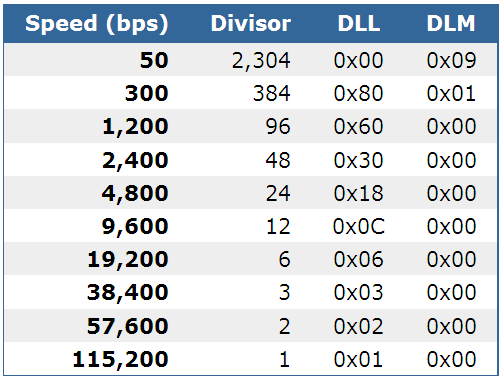 Speed (bps) Divisor DLL DLM
50 2,304 0x00 0x09
300 384 0x80 0x01
1,200 96 0x60 0x00
2,400 48 0x30 0x00
4,800 24 0x18 0x00
9,600 12 0x0C 0x00
19,200 6 0x06 0x00
38,400 3 0x03 0x00
57,600 2 0x02 0x00
115,200 1 0x01 0x00